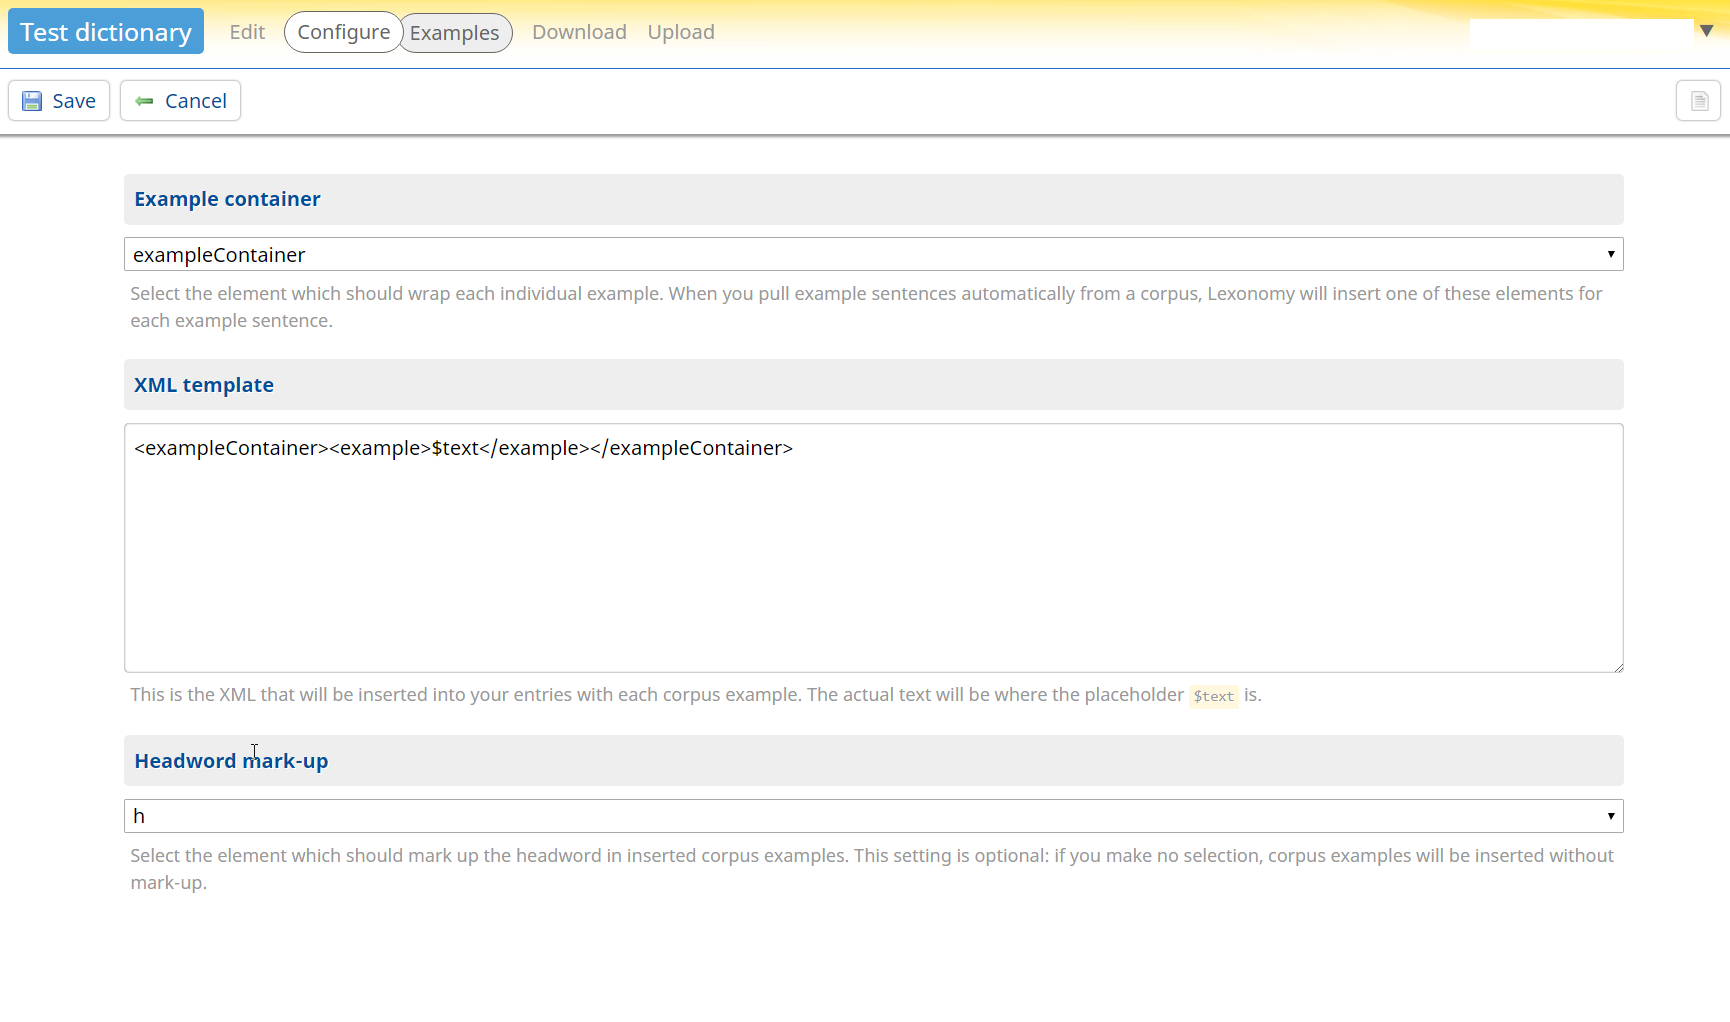 Test dictionary Edit Configure Examples Download Upload
Save Cancel
Example container
exampleContainer
Select the element which should wrap each individual example. When you pull example sentences automatically from a corpus, Lexonomy will insert one of these elements for
each example sentence.
XML template
<exampleContainer><example>$text</example></exampleContainer>
This is the XML that will be inserted into your entries with each corpus example. The actual text will be where the placeholder $text is.
Headword mark-up
h
Select the element which should mark up the headword in inserted corpus examples. This setting is optional: if you make no selection, corpus examples will be inserted without
mark-up.